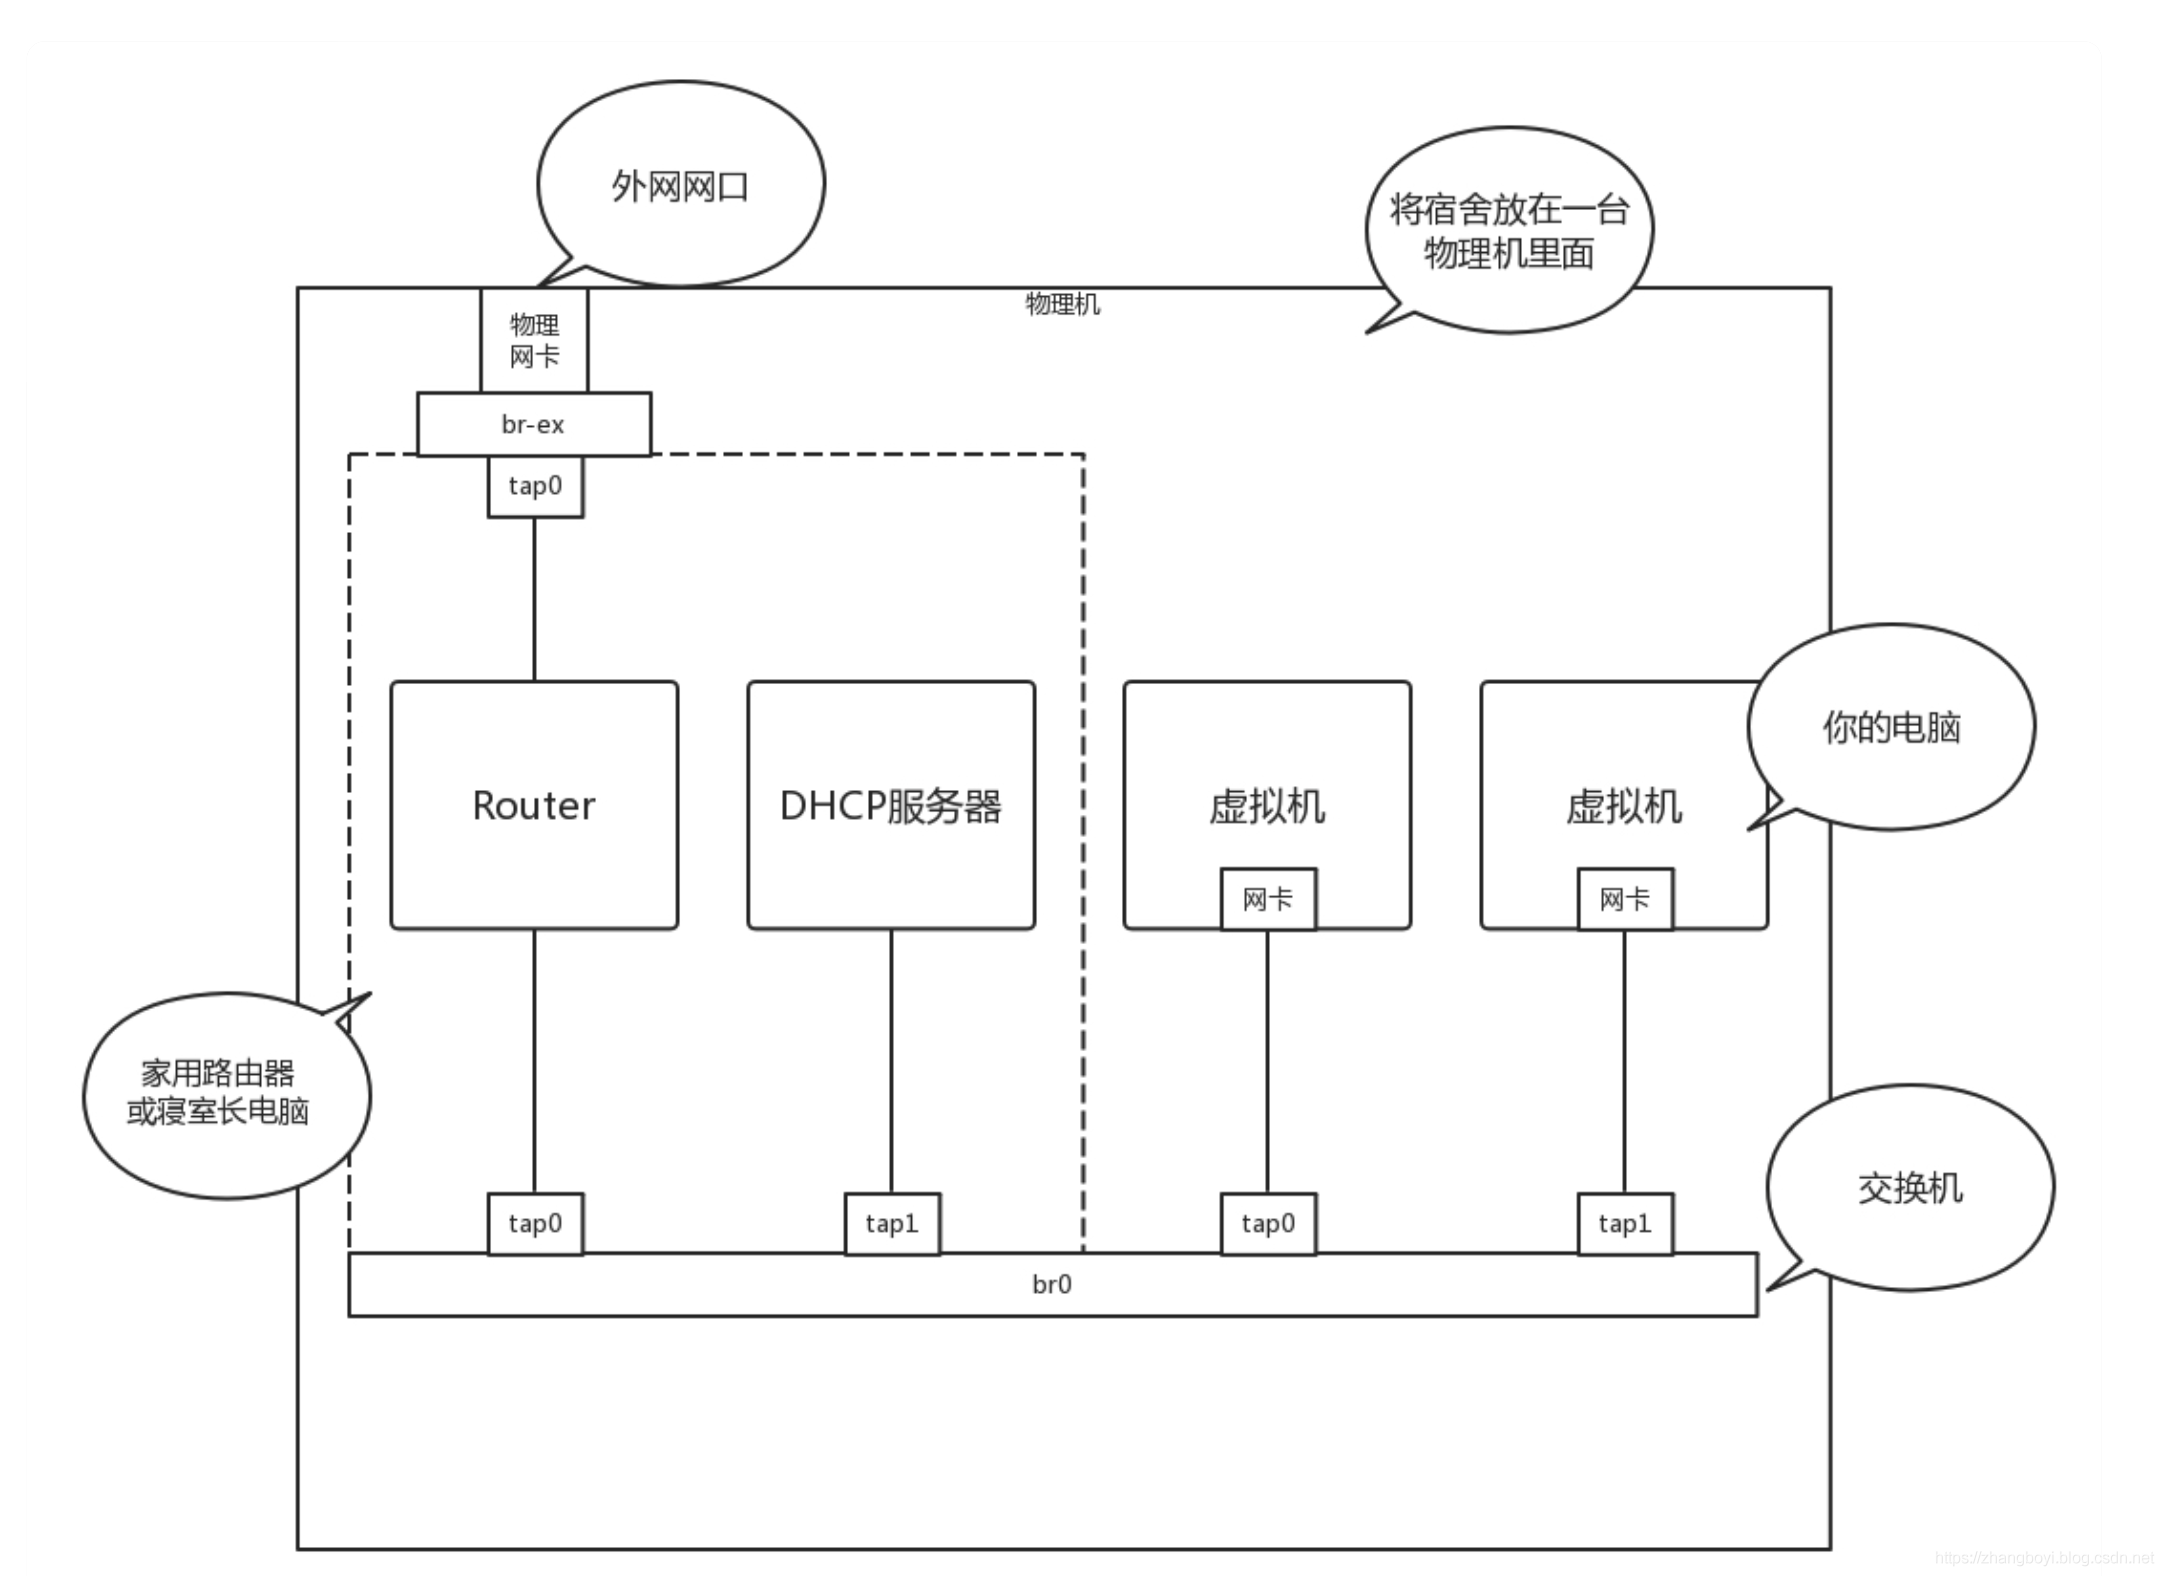 外网网口
将宿舍放在一台
物理机里面
物理机
物理
网卡
br-ex
tap0
你的电脑
Router
DHCP服务器
虚拟机
虚拟机
网卡
网卡
家用路由器
或寝室长电脑
交换机
tap0
tap1
tap0
tap1
br0
https://zhangboyi.blog.csdn.net